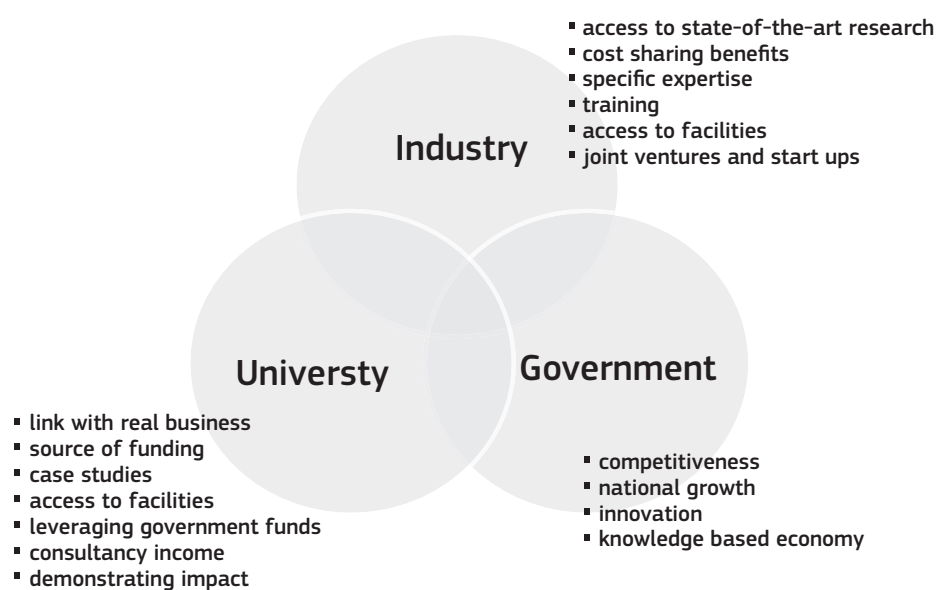 ▪ access to state-of-the-art research
▪ cost sharing benefits
▪ specific expertise
▪ training
▪ access to facilities
▪ joint ventures and start ups
Industry
Universty
Government
▪ link with real business
▪ source of funding
▪ case studies
▪ access to facilities
▪ leveraging government funds
▪ consultancy income
▪ demonstrating impact
▪ competitiveness
▪ national growth
▪ innovation
▪ knowledge based economy